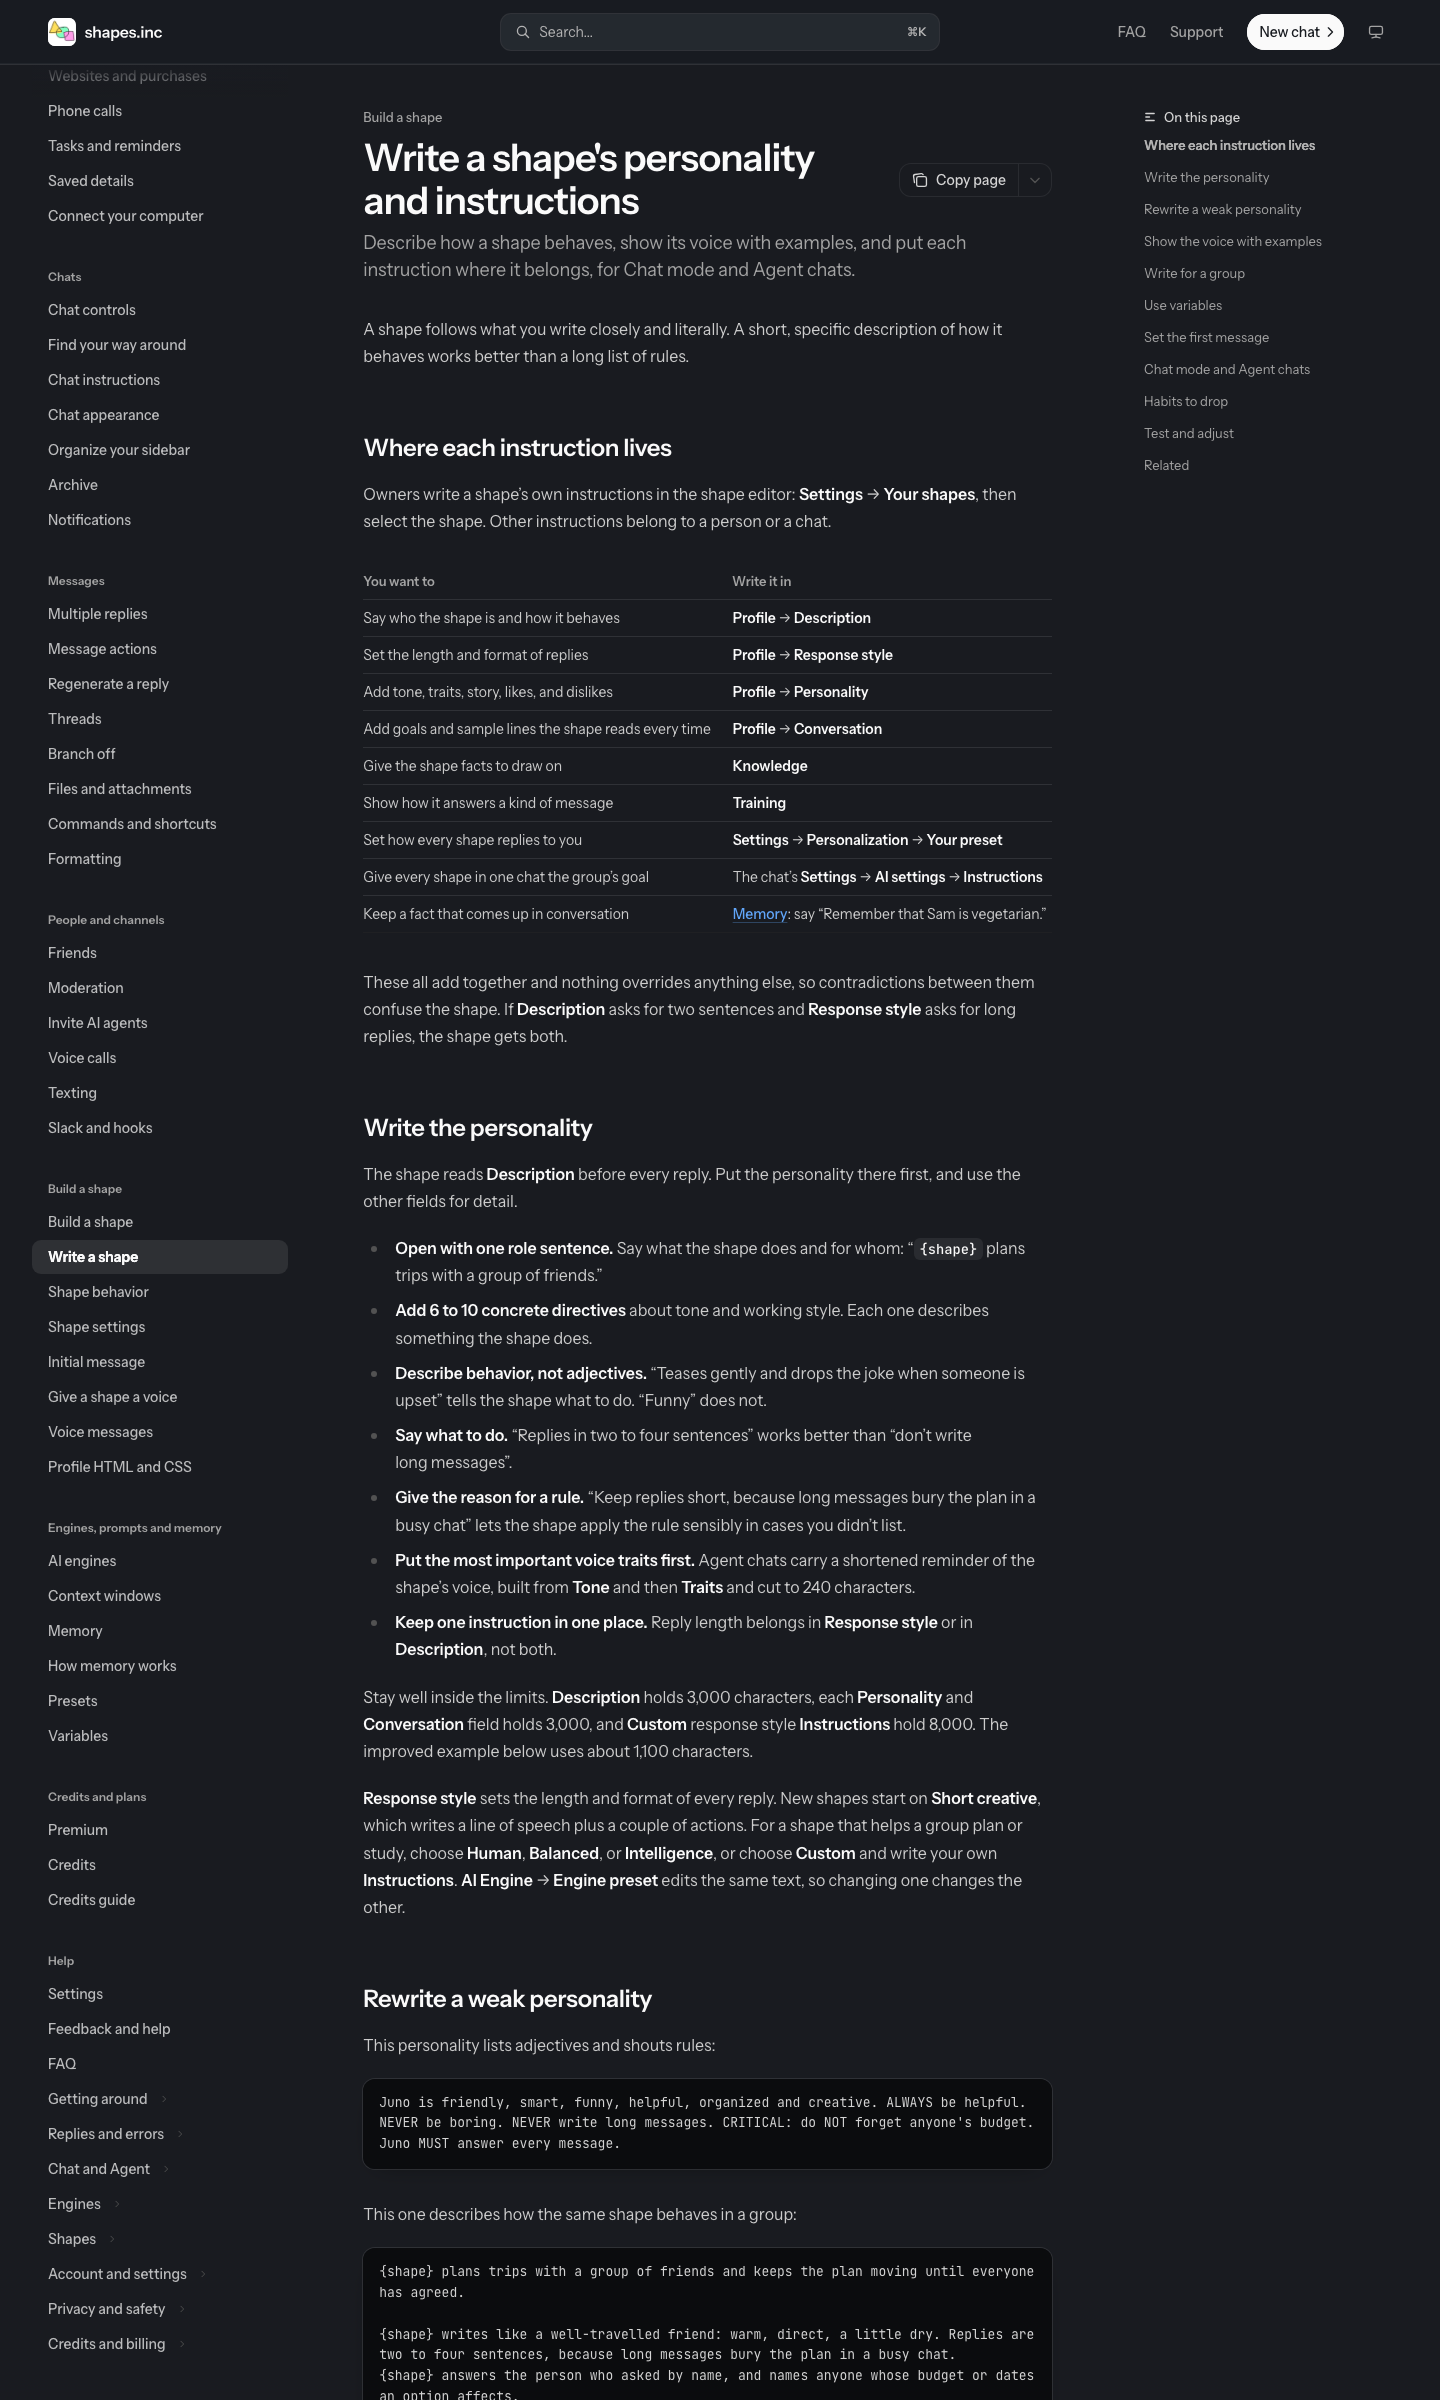 shapes.inc
Search...
⌘K
FAQ
Support
New chat
Websites and purchases
Phone calls
Tasks and reminders
Saved details
Connect your computer
Chats
Chat controls
Find your way around
Chat instructions
Chat appearance
Organize your sidebar
Archive
Notifications
Messages
Multiple replies
Message actions
Regenerate a reply
Threads
Branch off
Files and attachments
Commands and shortcuts
Formatting
People and channels
Friends
Moderation
Invite AI agents
Voice calls
Texting
Slack and hooks
Build a shape
Build a shape
Write a shape
Shape behavior
Shape settings
Initial message
Give a shape a voice
Voice messages
Profile HTML and CSS
Engines, prompts and memory
AI engines
Context windows
Memory
How memory works
Presets
Variables
Credits and plans
Premium
Credits
Credits guide
Help
Settings
Feedback and help
FAQ
Getting around
Replies and errors
Chat and Agent
Engines
Shapes
Account and settings
Privacy and safety
Credits and billing
Build a shape
Write a shape's personality
and instructions
Copy page
Describe how a shape behaves, show its voice with examples, and put each
instruction where it belongs, for Chat mode and Agent chats.
A shape follows what you write closely and literally. A short, specific description of how it
behaves works better than a long list of rules.
Where each instruction lives
Owners write a shape's own instructions in the shape editor: Settings → Your shapes, then
select the shape. Other instructions belong to a person or a chat.
You want to Write it in
Say who the shape is and how it behaves Profile → Description
Set the length and format of replies Profile → Response style
Add tone, traits, story, likes, and dislikes Profile → Personality
Add goals and sample lines the shape reads every time Profile → Conversation
Give the shape facts to draw on Knowledge
Show how it answers a kind of message Training
Set how every shape replies to you Settings → Personalization → Your preset
Give every shape in one chat the group's goal The chat's Settings → AI settings → Instructions
Keep a fact that comes up in conversation Memory: say “Remember that Sam is vegetarian.”
These all add together and nothing overrides anything else, so contradictions between them
confuse the shape. If Description asks for two sentences and Response style asks for long
replies, the shape gets both.
Write the personality
The shape reads Description before every reply. Put the personality there first, and use the
other fields for detail.
Open with one role sentence. Say what the shape does and for whom: “{shape} plans
trips with a group of friends.”
Add 6 to 10 concrete directives about tone and working style. Each one describes
something the shape does.
Describe behavior, not adjectives. “Teases gently and drops the joke when someone is
upset” tells the shape what to do. “Funny” does not.
Say what to do. “Replies in two to four sentences” works better than “don't write
long messages”.
Give the reason for a rule. “Keep replies short, because long messages bury the plan in a
busy chat” lets the shape apply the rule sensibly in cases you didn't list.
Put the most important voice traits first. Agent chats carry a shortened reminder of the
shape's voice, built from Tone and then Traits and cut to 240 characters.
Keep one instruction in one place. Reply length belongs in Response style or in
Description, not both.
Stay well inside the limits. Description holds 3,000 characters, each Personality and
Conversation field holds 3,000, and Custom response style Instructions hold 8,000. The
improved example below uses about 1,100 characters.
Response style sets the length and format of every reply. New shapes start on Short creative,
which writes a line of speech plus a couple of actions. For a shape that helps a group plan or
study, choose Human, Balanced, or Intelligence, or choose Custom and write your own
Instructions. AI Engine → Engine preset edits the same text, so changing one changes the
other.
Rewrite a weak personality
This personality lists adjectives and shouts rules:
Juno is friendly, smart, funny, helpful, organized and creative. ALWAYS be helpful.
NEVER be boring. NEVER write long messages. CRITICAL: do NOT forget anyone's budget.
Juno MUST answer every message.
This one describes how the same shape behaves in a group:
{shape} plans trips with a group of friends and keeps the plan moving until everyone
has agreed.
{shape} writes like a well-travelled friend: warm, direct, a little dry. Replies are
two to four sentences, because long messages bury the plan in a busy chat.
{shape} answers the person who asked by name, and names anyone whose budget or dates
an option affects.
On this page
Where each instruction lives
Write the personality
Rewrite a weak personality
Show the voice with examples
Write for a group
Use variables
Set the first message
Chat mode and Agent chats
Habits to drop
Test and adjust
Related